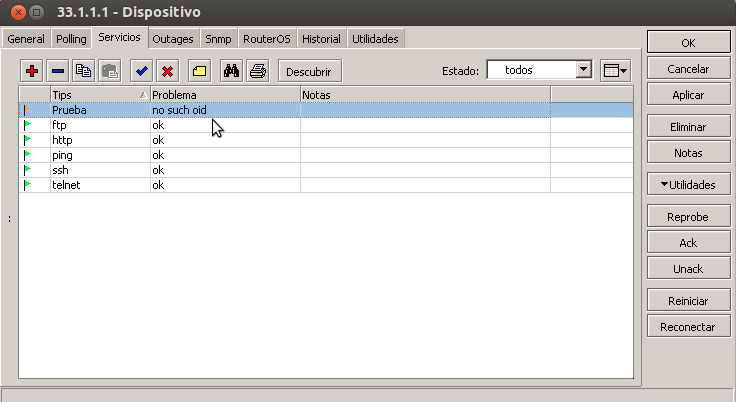 33.1.1.1 - Dispositivo
General Polling Servicios Outages Snmp RouterOS Historial Utilidades
Descubrir Estado: todos
Tips Problema Notas
Prueba no such oid
ftp ok
http ok
ping ok
ssh ok
telnet ok
OK
Cancelar
Aplicar
Eliminar
Notas
Utilidades
Reprobe
Ack
Unack
Reiniciar
Reconectar